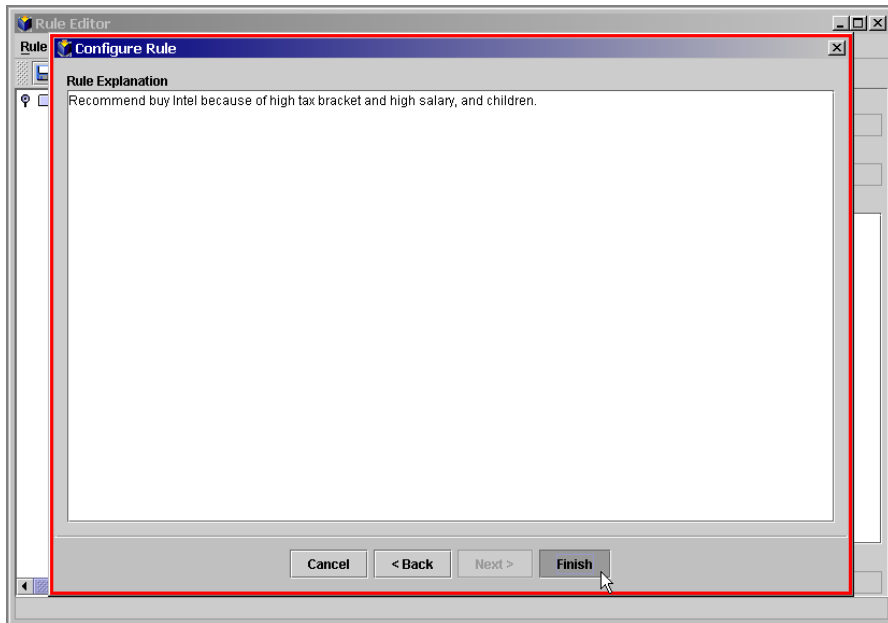 Rule Editor
Rule
Configure Rule
Rule Explanation
Recommend buy Intel because of high tax bracket and high salary, and children.
Cancel
< Back
Next >
Finish